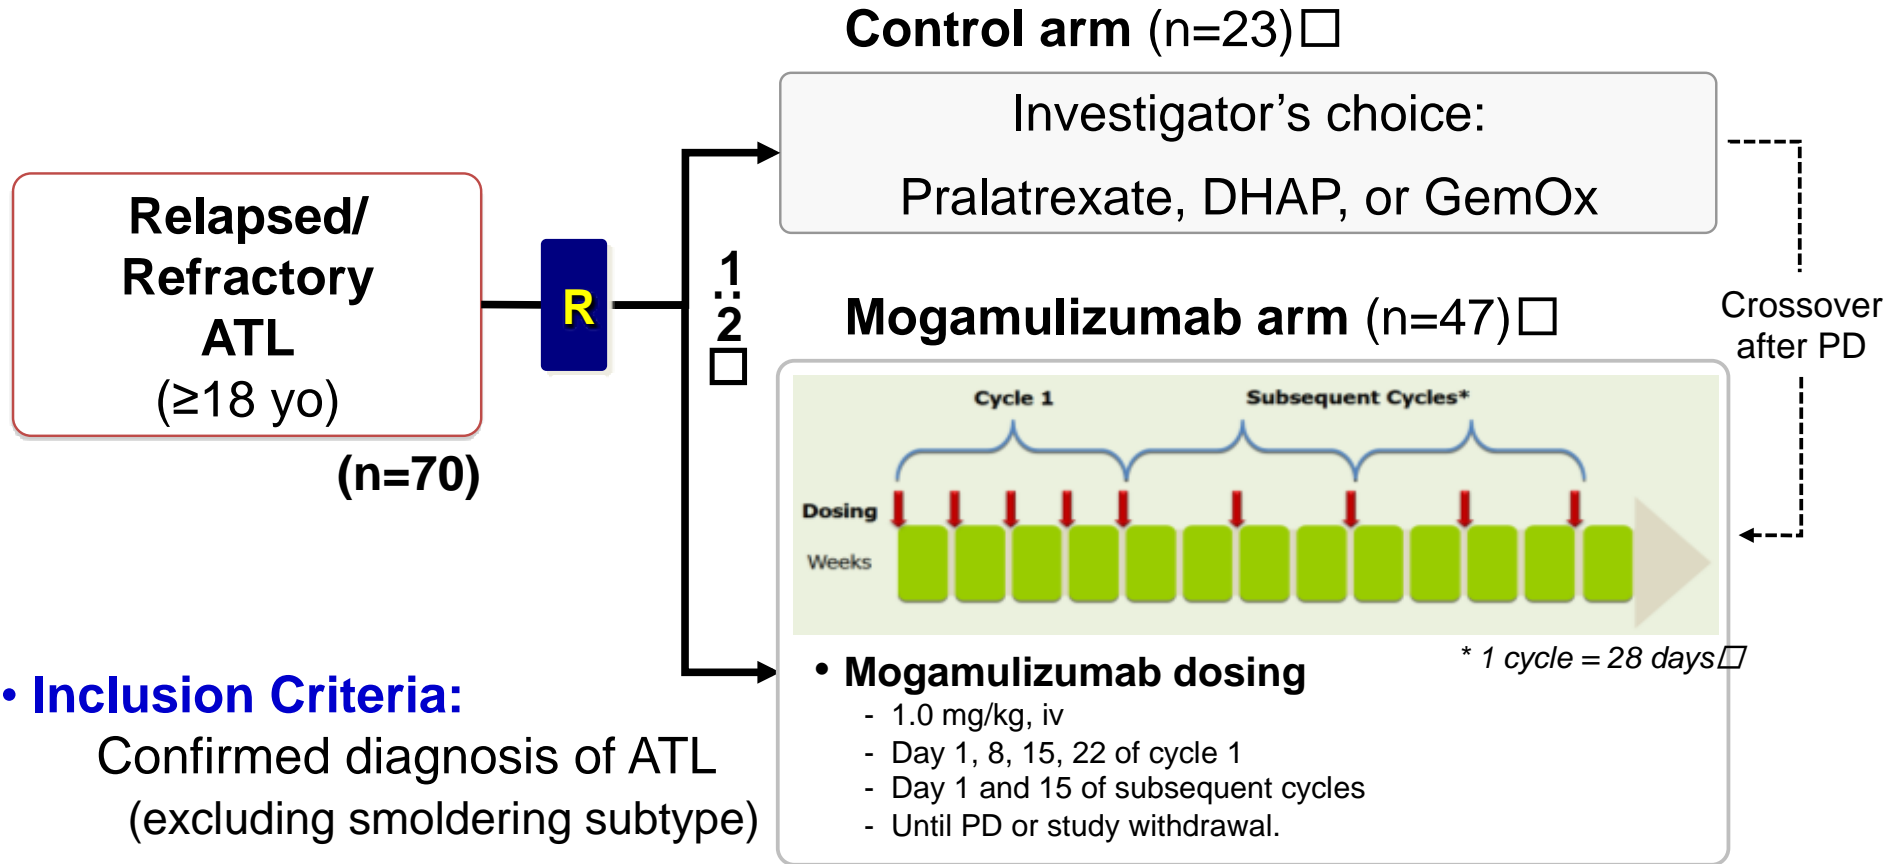 Control arm (n=23)□
Investigator’s choice:
Pralatrexate, DHAP, or GemOx
Relapsed/
Refractory
ATL
(≥18 yo)
(n=70)
R
1
:
2
□
Crossover
after PD
Mogamulizumab arm (n=47)□
Cycle 1
Subsequent Cycles*
Dosing
Weeks
* 1 cycle = 28 days□
• Mogamulizumab dosing
- 1.0 mg/kg, iv
- Day 1, 8, 15, 22 of cycle 1
- Day 1 and 15 of subsequent cycles
- Until PD or study withdrawal.
• Inclusion Criteria:
Confirmed diagnosis of ATL
(excluding smoldering subtype)